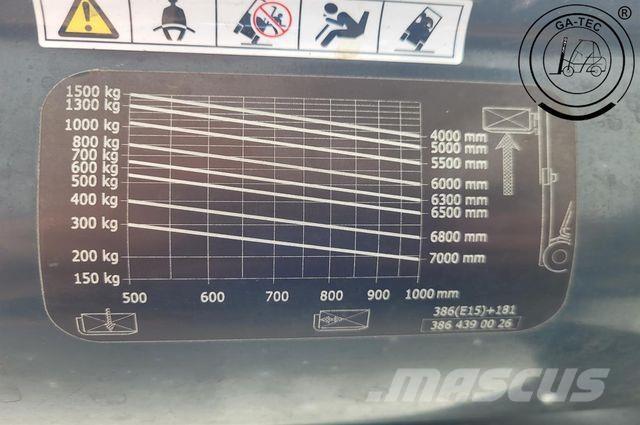 GA-TEC
®
1500 kg
1300 kg
1000 kg
800 kg
700 kg
600 kg
500 kg
400 kg
300 kg
200 kg
150 kg
4000 mm
5000 mm
5500 mm
6000 mm
6300 mm
6500 mm
6800 mm
7000 mm
500 600 700 800 900 1000 mm
386(E15)+181
386 439 00 26
MASCUS